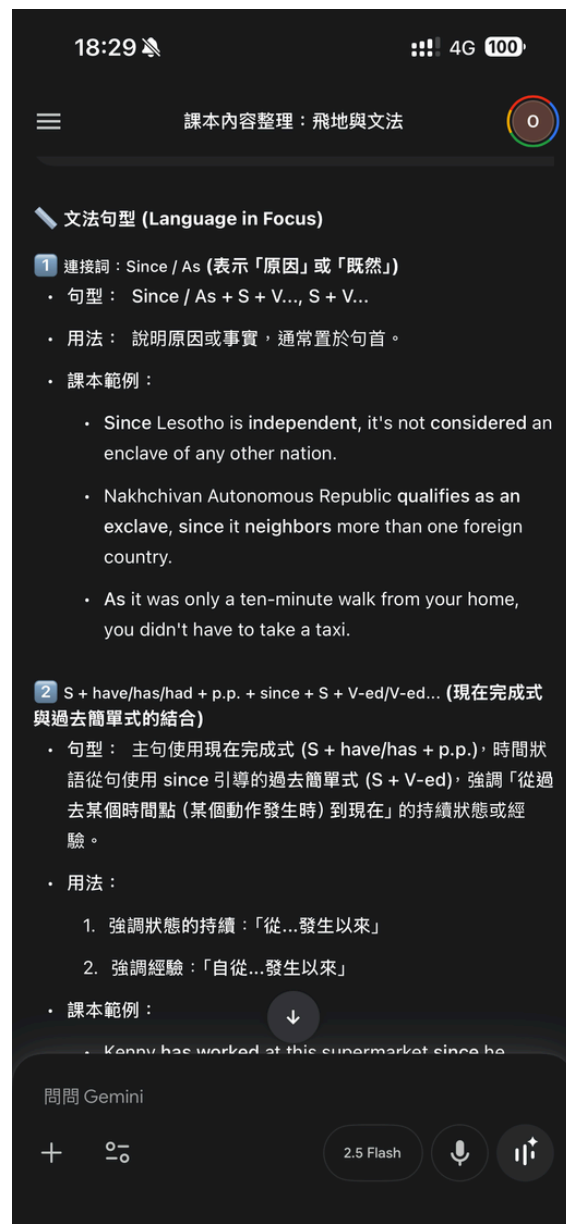 18:29
4G 100
課本內容整理：飛地與文法
O
文法句型 (Language in Focus)
1 連接詞：Since / As (表示「原因」或「既然」)
• 句型： Since / As + S + V..., S + V...
• 用法： 說明原因或事實，通常置於句首。
• 課本範例：
• Since Lesotho is independent, it's not considered an
enclave of any other nation.
• Nakhchivan Autonomous Republic qualifies as an
exclave, since it neighbors more than one foreign
country.
• As it was only a ten-minute walk from your home,
you didn't have to take a taxi.
2 S + have/has/had + p.p. + since + S + V-ed/V-ed... (現在完成式
與過去簡單式的結合)
• 句型： 主句使用現在完成式 (S + have/has + p.p.)，時間狀
語從句使用 since 引導的過去簡單式 (S + V-ed)，強調「從過
去某個時間點 (某個動作發生時) 到現在」的持續狀態或經
驗。
• 用法：
1. 強調狀態的持續：「從...發生以來」
2. 強調經驗：「自從...發生以來」
• 課本範例：
• Kenny has worked at this supermarket since he
問問 Gemini
2.5 Flash